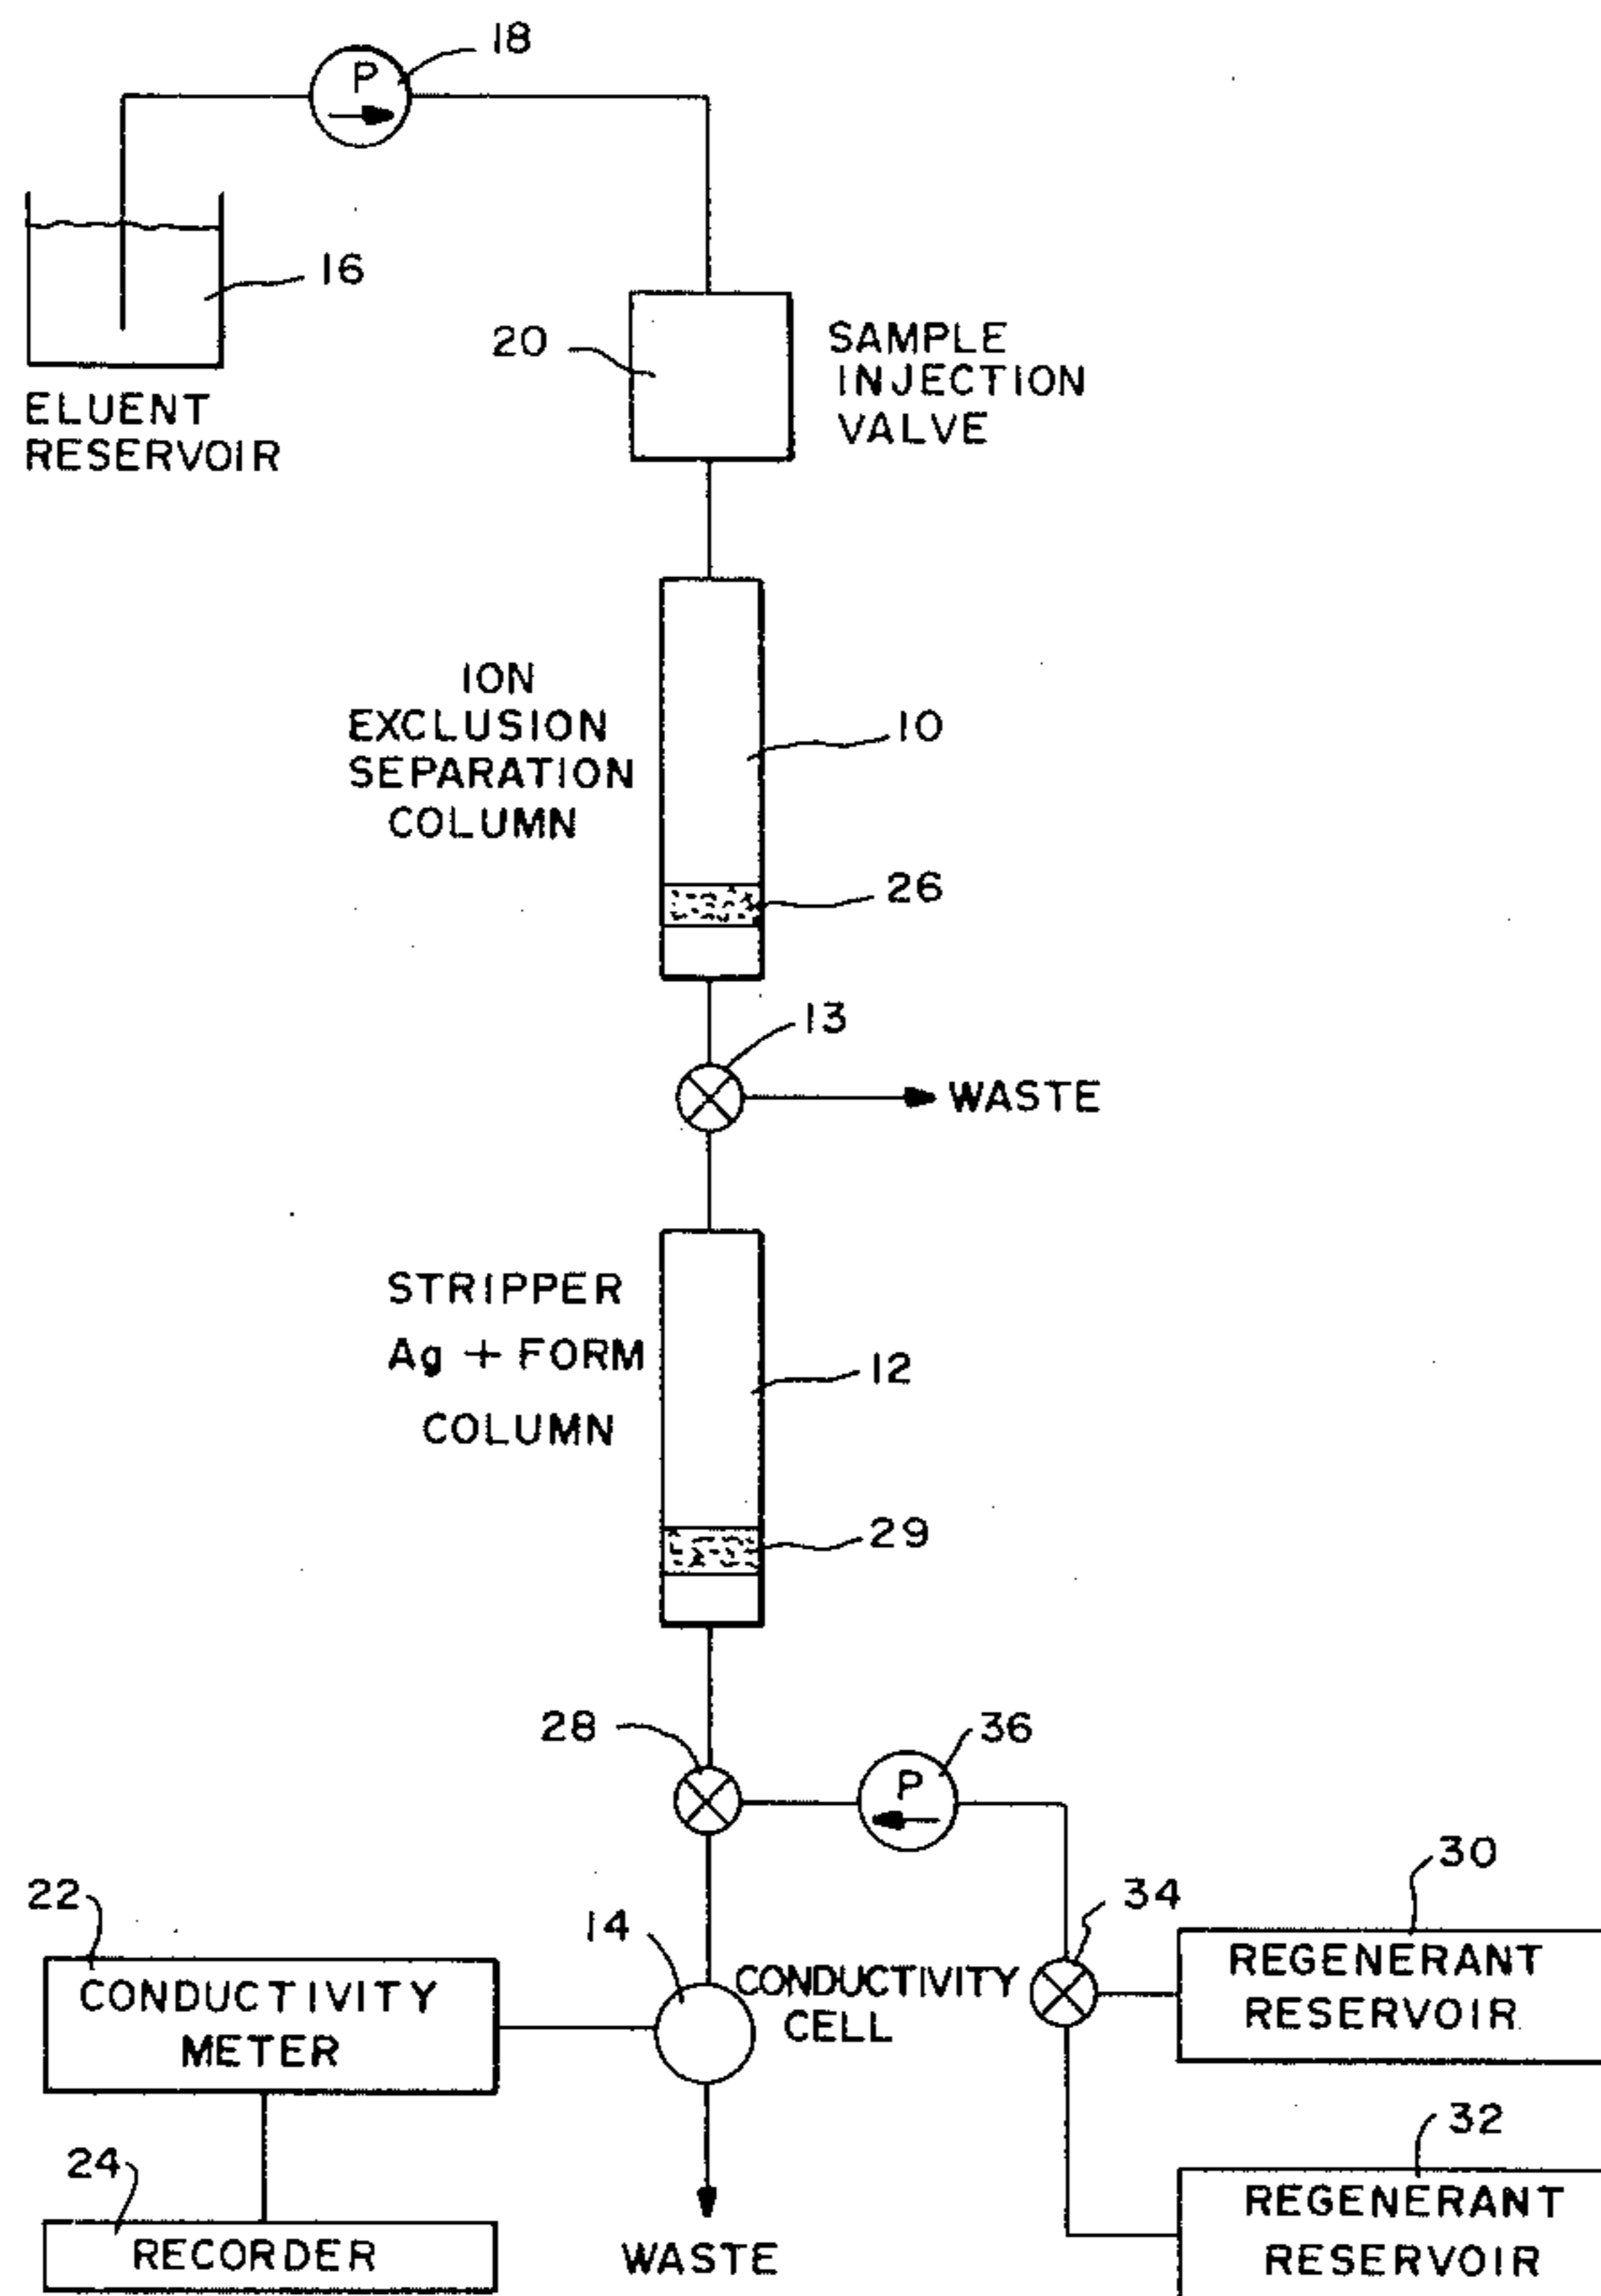 18
P
16
ELUENT
RESERVOIR
20
SAMPLE
INJECTION
VALVE
ION
EXCLUSION
SEPARATION
COLUMN
10
26
13
WASTE
STRIPPER
Ag + FORM
COLUMN
12
29
28
36
P
22
14
34
30
CONDUCTIVITY
METER
CONDUCTIVITY
CELL
REGENERANT
RESERVOIR
24
RECORDER
WASTE
32
REGENERANT
RESERVOIR